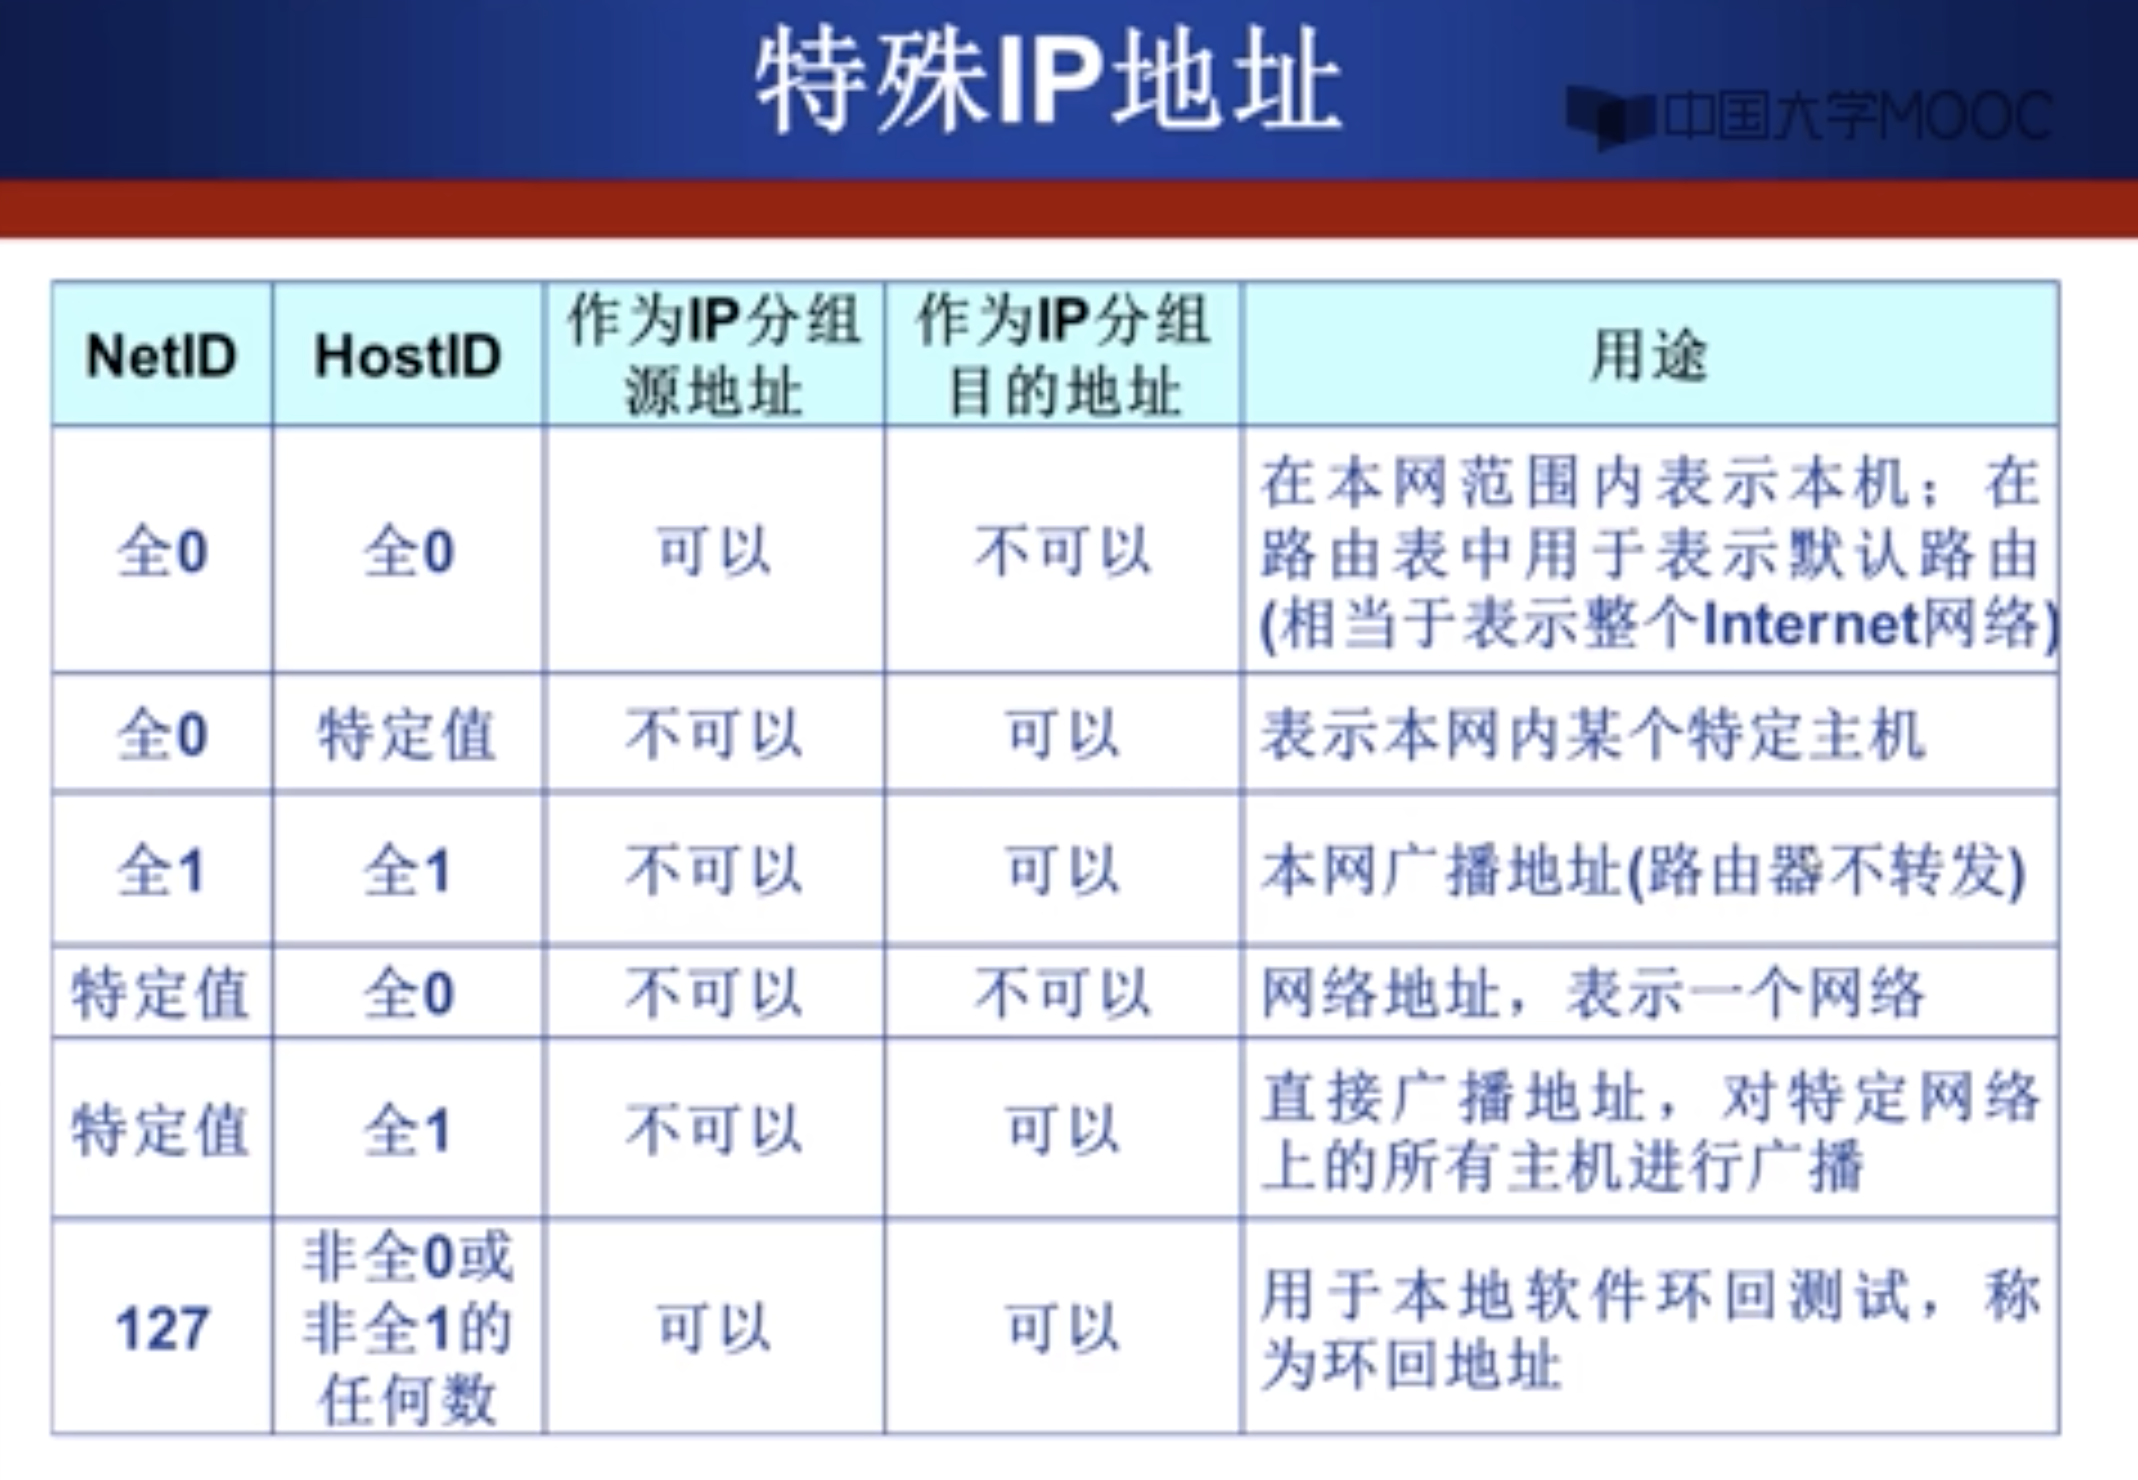 特殊IP地址
中国大学MOOC
NetID
HostID
作为IP分组
源地址
作为IP分组
目的地址
用途
全0
全0
可以
不可以
在本网范围内表示本机；在
路由表中用于表示默认路由
(相当于表示整个Internet网络)
全0
特定值
不可以
可以
表示本网内某个特定主机
全1
全1
不可以
可以
本网广播地址(路由器不转发)
特定值
全0
不可以
不可以
网络地址，表示一个网络
特定值
全1
不可以
可以
直接广播地址，对特定网络
上的所有主机进行广播
127
非全0或
非全1的
任何数
可以
可以
用于本地软件环回测试，称
为环回地址